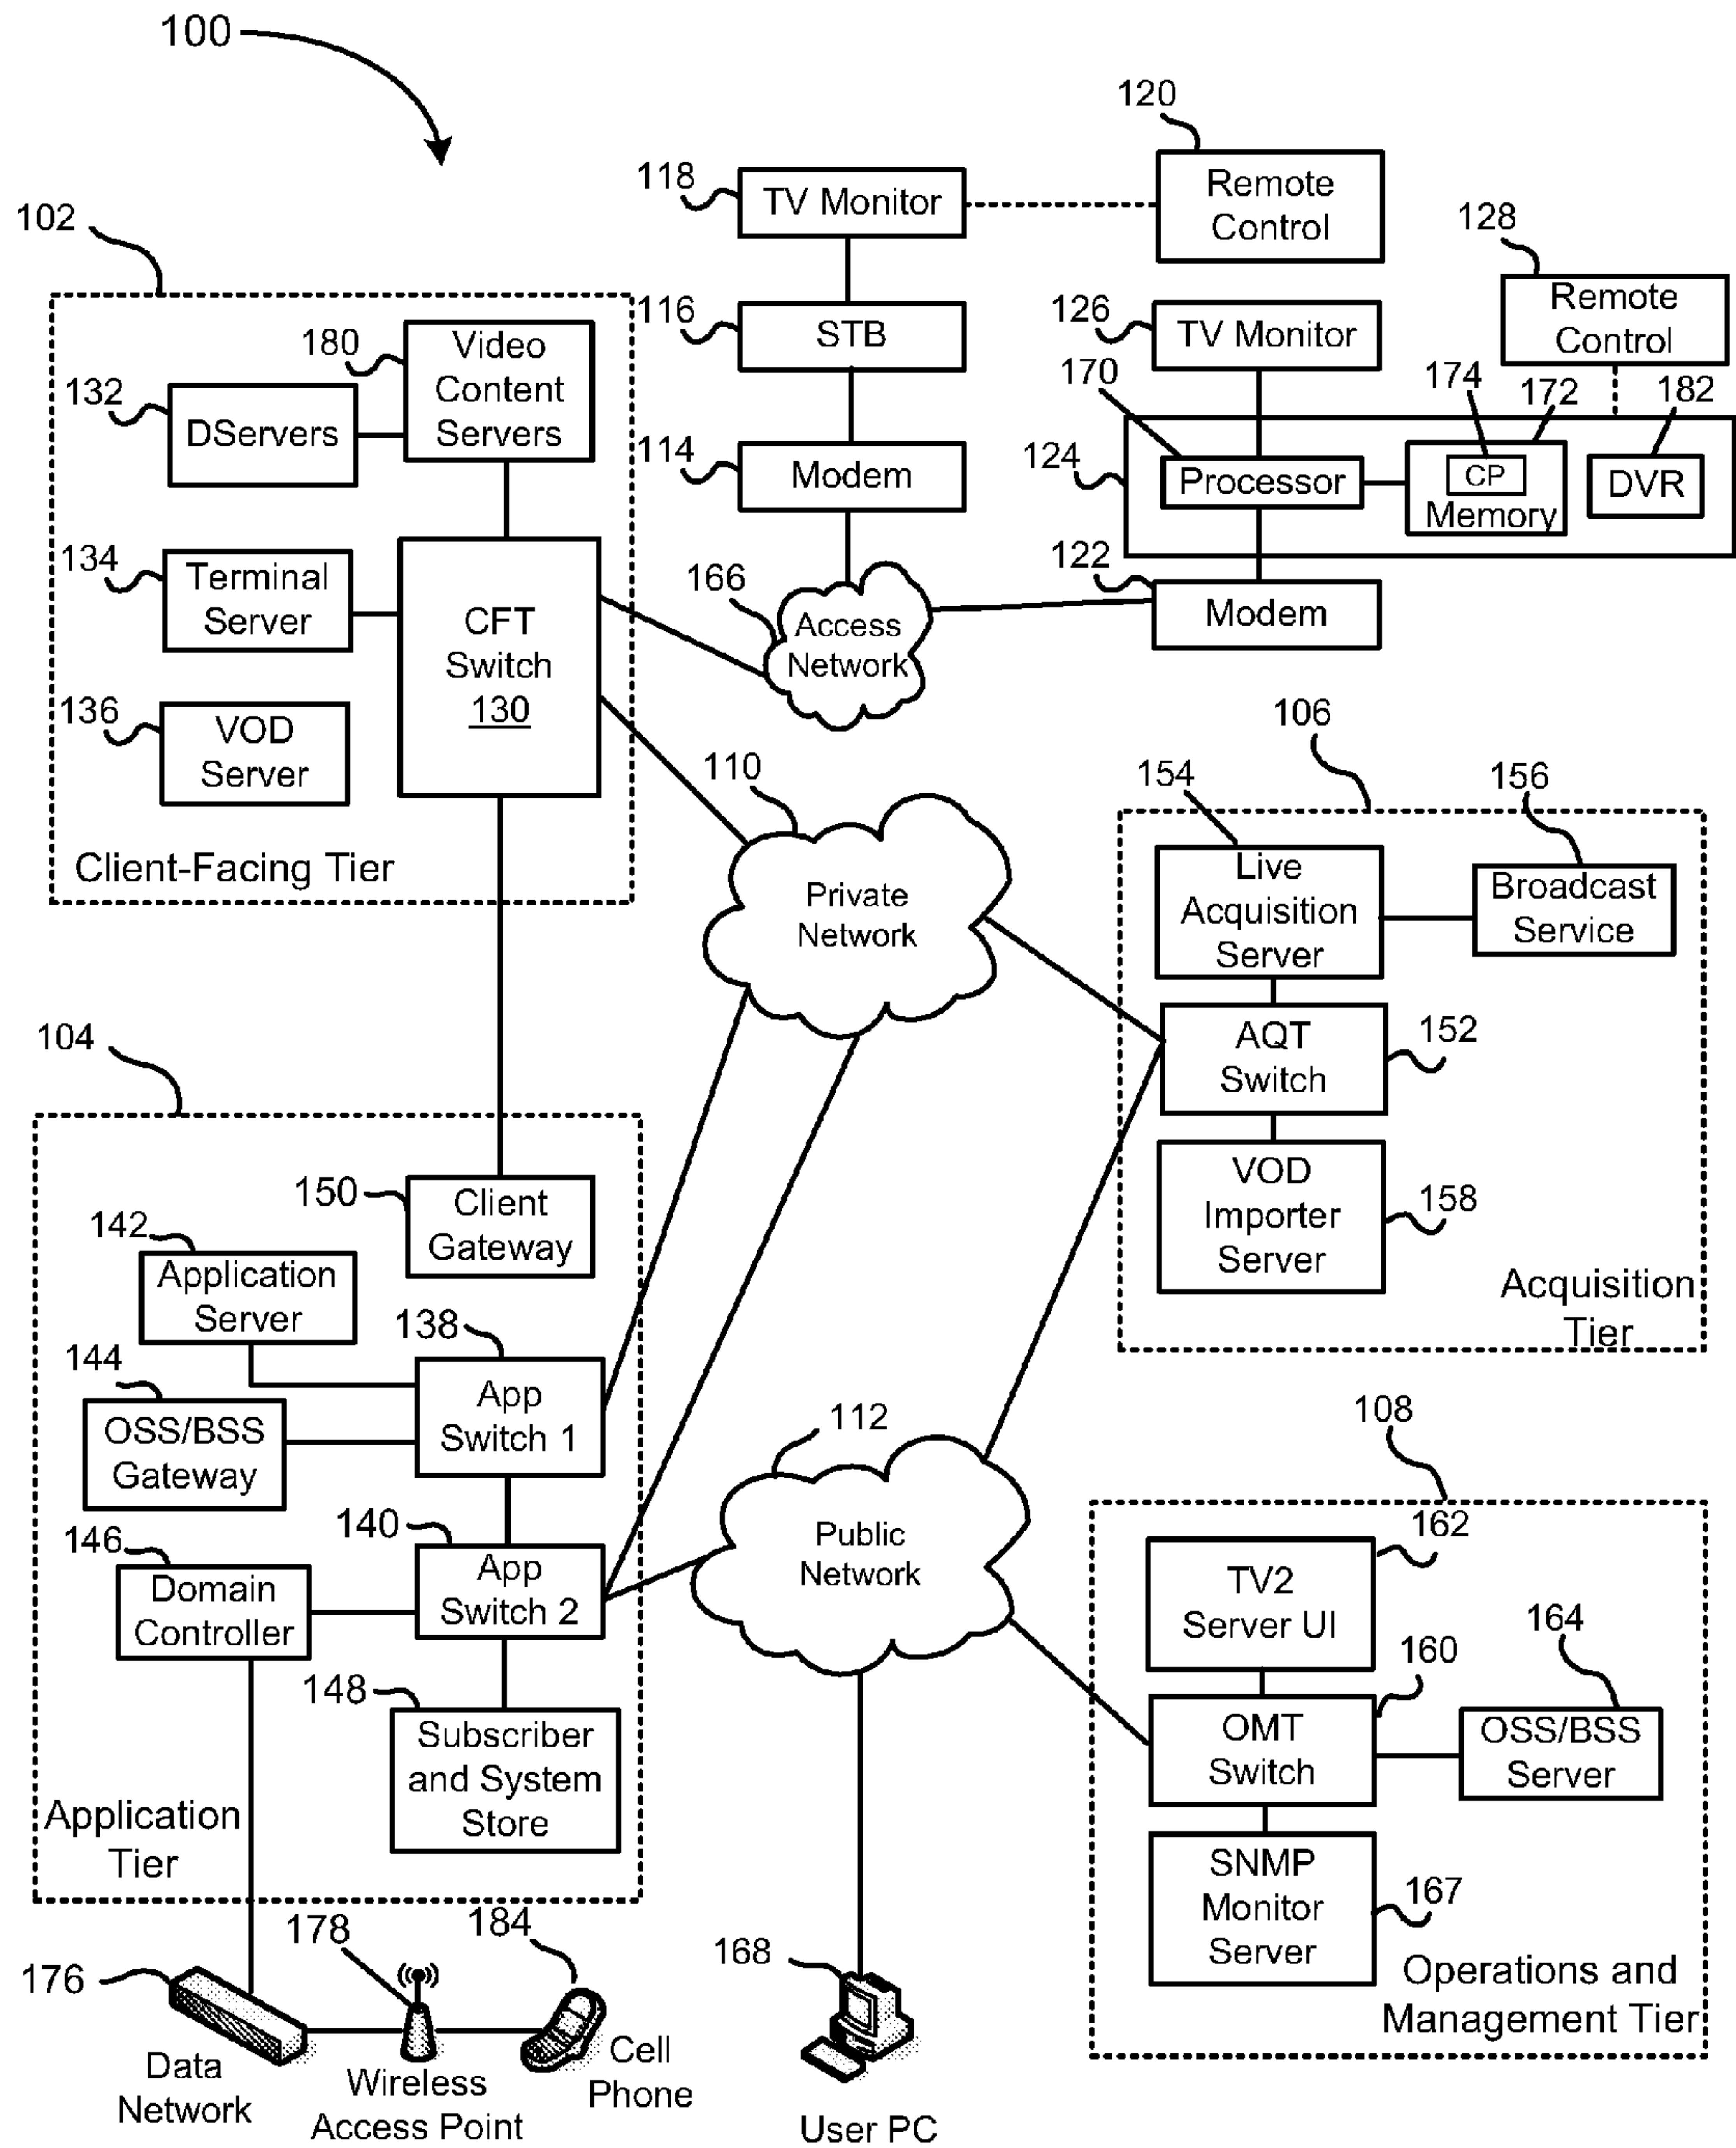 100
120
118
TV Monitor
Remote
Control
102
128
Remote
Control
116
STB
126
TV Monitor
180
Video
Content
Servers
132
DServers
170
174
172
182
114
Modem
124
Processor
CP
Memory
DVR
134
Terminal
Server
CFT
Switch
130
166
Access
Network
122
Modem
136
VOD
Server
Client-Facing Tier
110
Private
Network
106
154
156
Live
Acquisition
Server
Broadcast
Service
AQT
Switch
152
VOD
Importer
Server
158
Acquisition
Tier
104
150
Client
Gateway
142
Application
Server
138
App
Switch 1
144
OSS/BSS
Gateway
140
App
Switch 2
146
Domain
Controller
148
Subscriber
and System
Store
Application
Tier
112
Public
Network
108
162
TV2
Server UI
160
164
OMT
Switch
OSS/BSS
Server
SNMP
Monitor
Server
167
Operations and
Management Tier
176
Data
Network
178
Wireless
Access Point
184
Cell
Phone
168
User PC